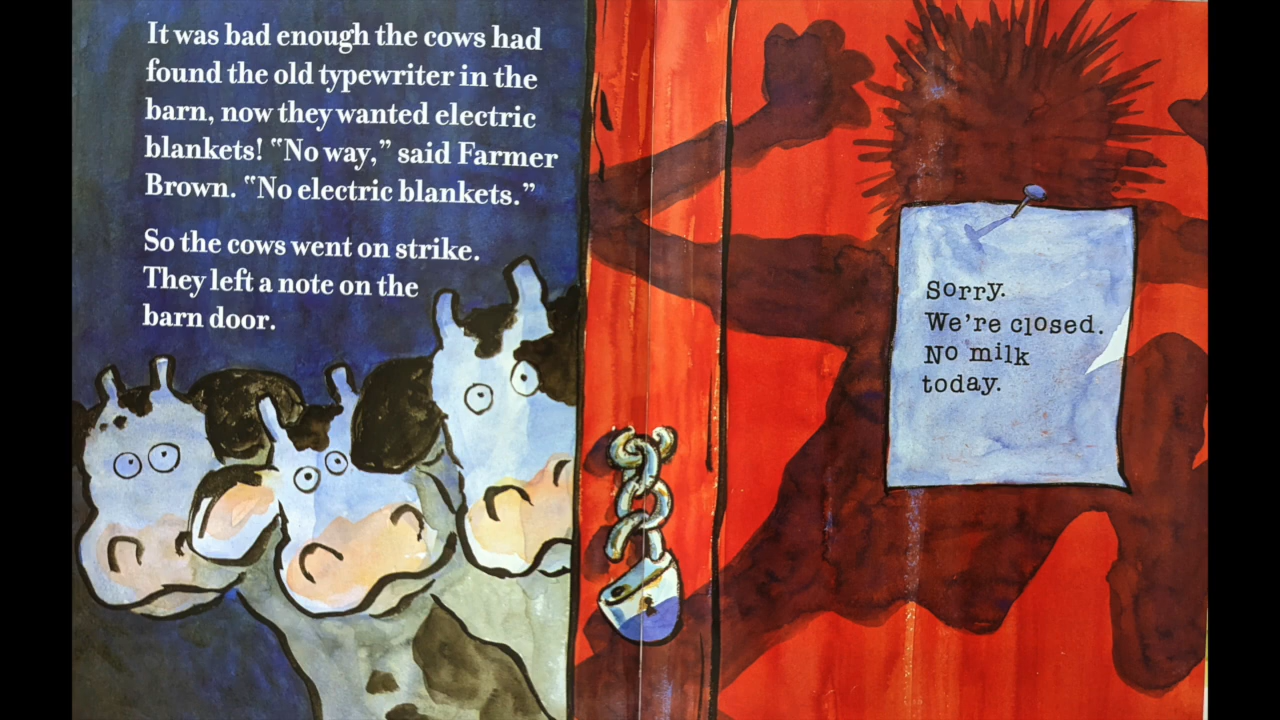 It was bad enough the cows had
found the old typewriter in the
barn, now they wanted electric
blankets! “No way,” said Farmer
Brown. “No electric blankets.”
So the cows went on strike.
They left a note on the
barn door.
Sorry.
We're closed.
No milk
today.